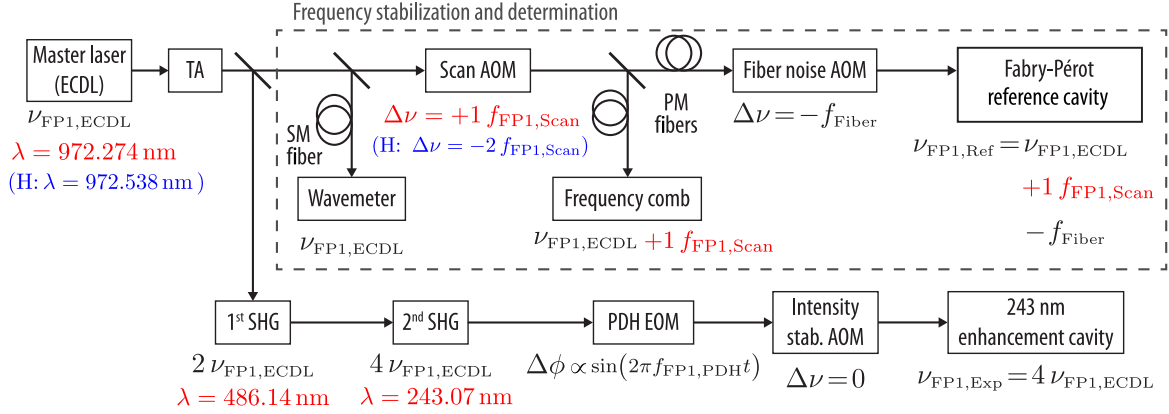 Frequency stabilization and determination
Master laser
(ECDL)
ν_FP1,ECDL
λ = 972.274 nm
(H: λ = 972.538 nm)
TA
SM
fiber
Wavemeter
ν_FP1,ECDL
Scan AOM
Δν = +1 f_FP1,Scan
(H: Δν = −2 f_FP1,Scan)
PM
fibers
Frequency comb
ν_FP1,ECDL +1 f_FP1,Scan
Fiber noise AOM
Δν = −f_Fiber
Fabry-Pérot
reference cavity
ν_FP1,Ref = ν_FP1,ECDL
+1 f_FP1,Scan
− f_Fiber
1st SHG
2 ν_FP1,ECDL
λ = 486.14 nm
2nd SHG
4 ν_FP1,ECDL
λ = 243.07 nm
PDH EOM
Δϕ ∝ sin(2πf_FP1,PDH t)
Intensity
stab. AOM
Δν = 0
243 nm
enhancement cavity
ν_FP1,Exp = 4 ν_FP1,ECDL